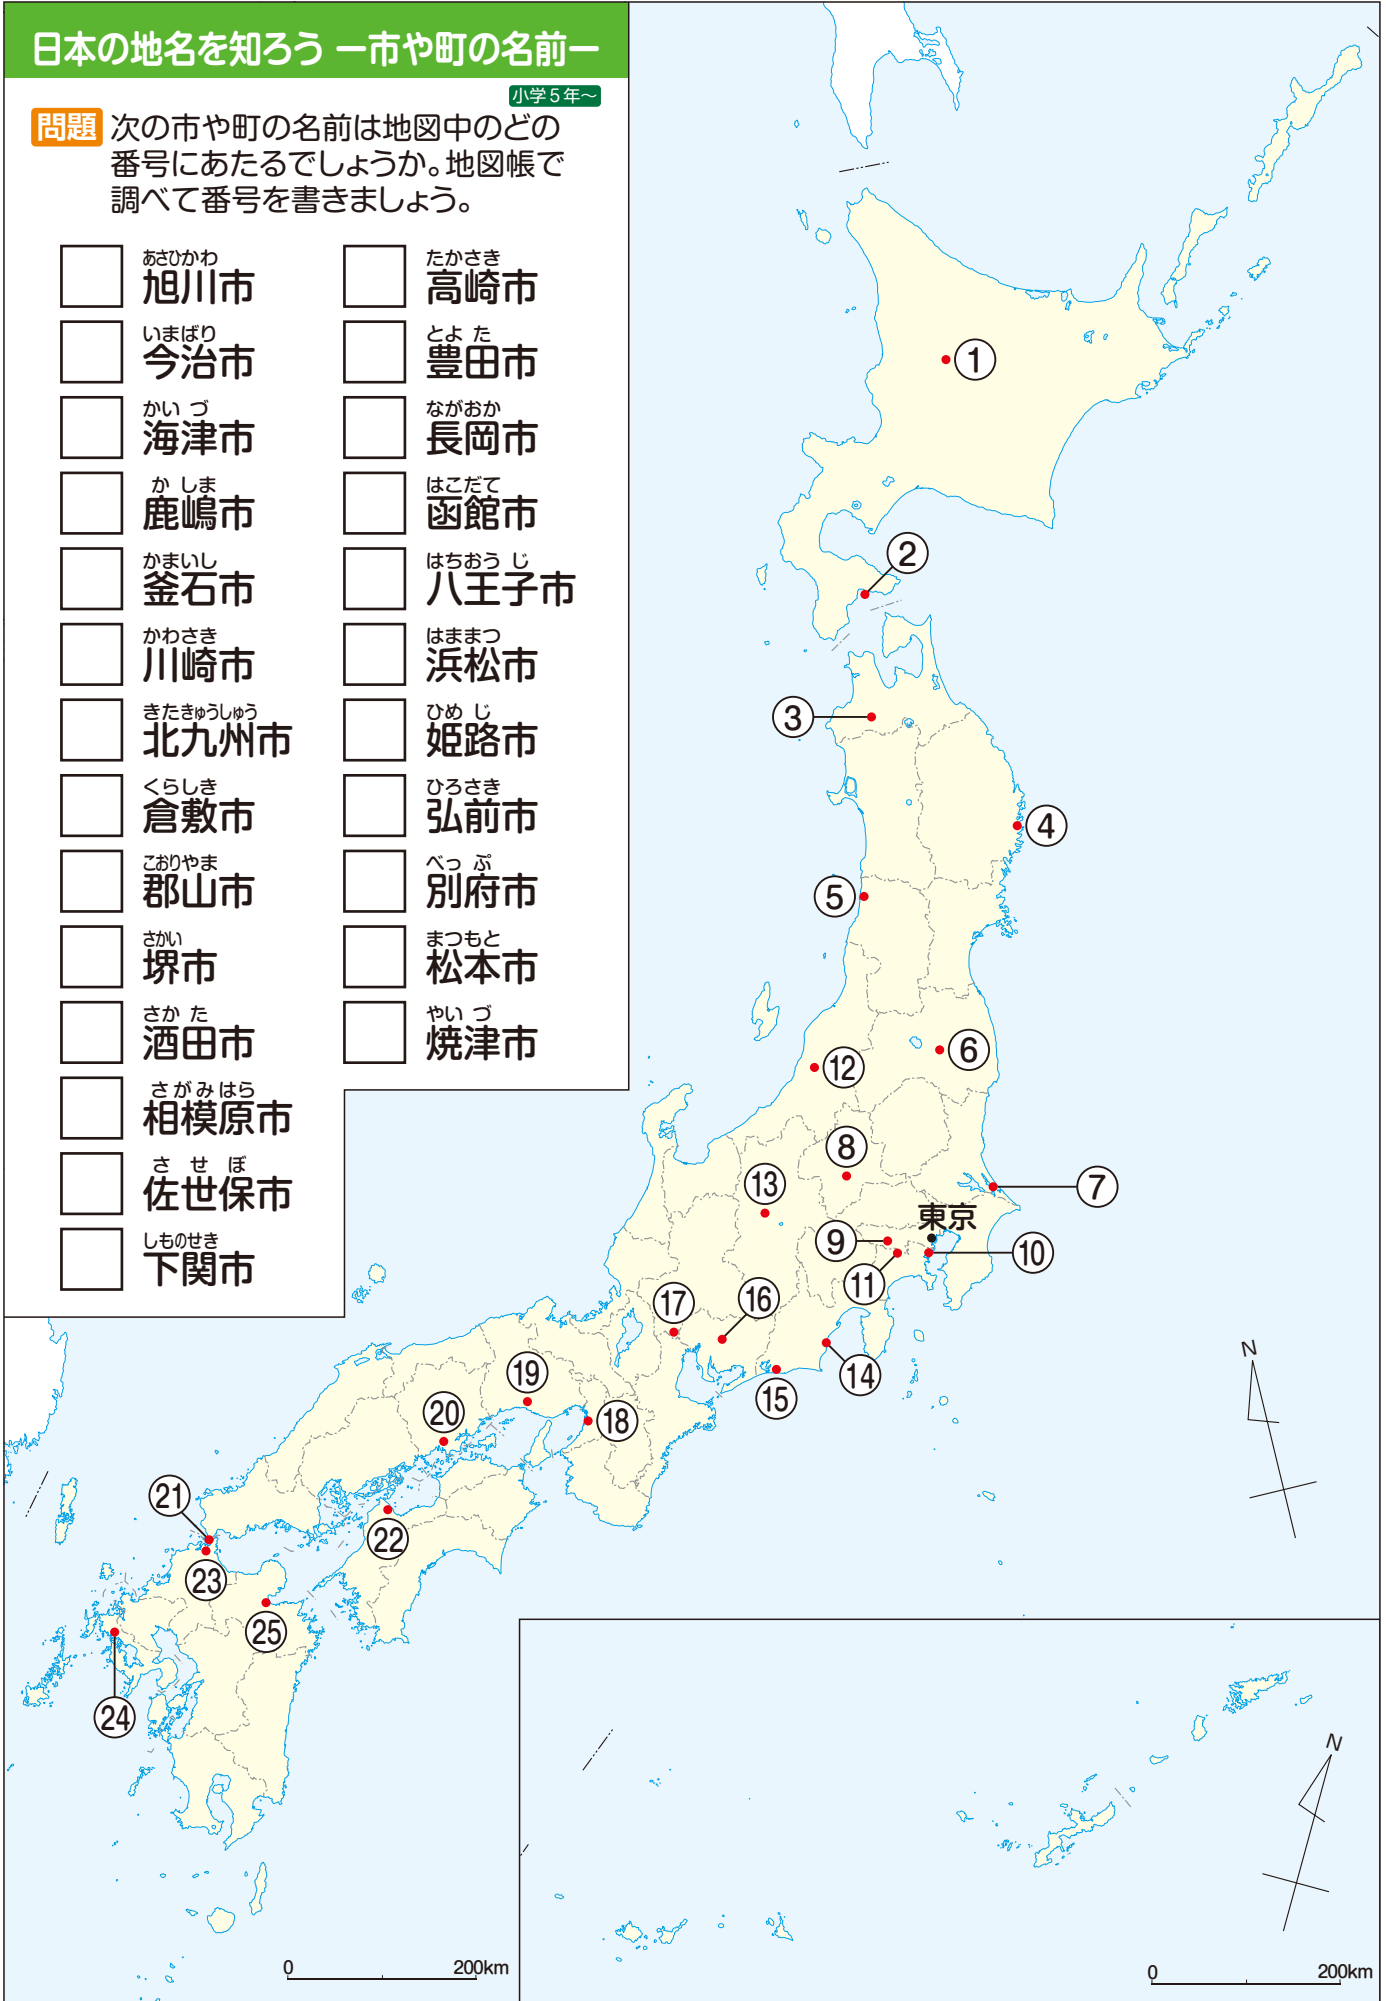 日本の地名を知ろう ー市や町の名前ー
小学5年~
問題 次の市や町の名前は地図中のどの
番号にあたるでしょうか。地図帳で
調べて番号を書きましょう。
あさひかわ
旭川市
いまばり
今治市
かいづ
海津市
かしま
鹿嶋市
かまいし
釜石市
かわさき
川崎市
きたきゅうしゅう
北九州市
くらしき
倉敷市
こおりやま
郡山市
さかい
堺市
さかた
酒田市
さがみはら
相模原市
させぼ
佐世保市
しものせき
下関市
たかさき
高崎市
とよた
豊田市
ながおか
長岡市
はこだて
函館市
はちおうじ
八王子市
はままつ
浜松市
ひめじ
姫路市
ひろさき
弘前市
べっぷ
別府市
まつもと
松本市
やいづ
焼津市
①
②
③
④
⑤
⑥
⑫
⑧
⑬
⑦
東京
⑨
⑩
⑪
⑰
⑯
⑭
⑮
⑲
⑳
⑱
㉑
㉒
㉓
㉕
㉔
N
N
0 200km
0 200km